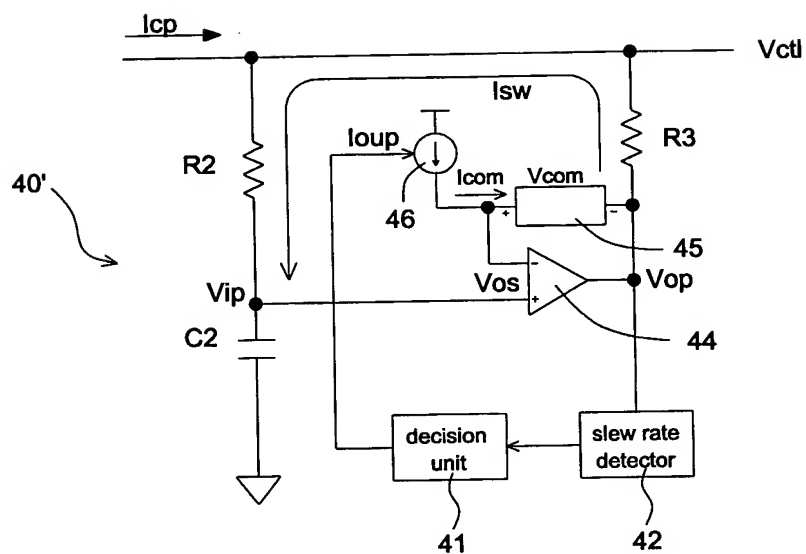 Icp
Vctl
Isw
R2
Ioup
R3
46
Icom
Vcom
+
-
40'
45
Vip
Vos
-
+
Vop
44
C2
decision
unit
slew rate
detector
41
42